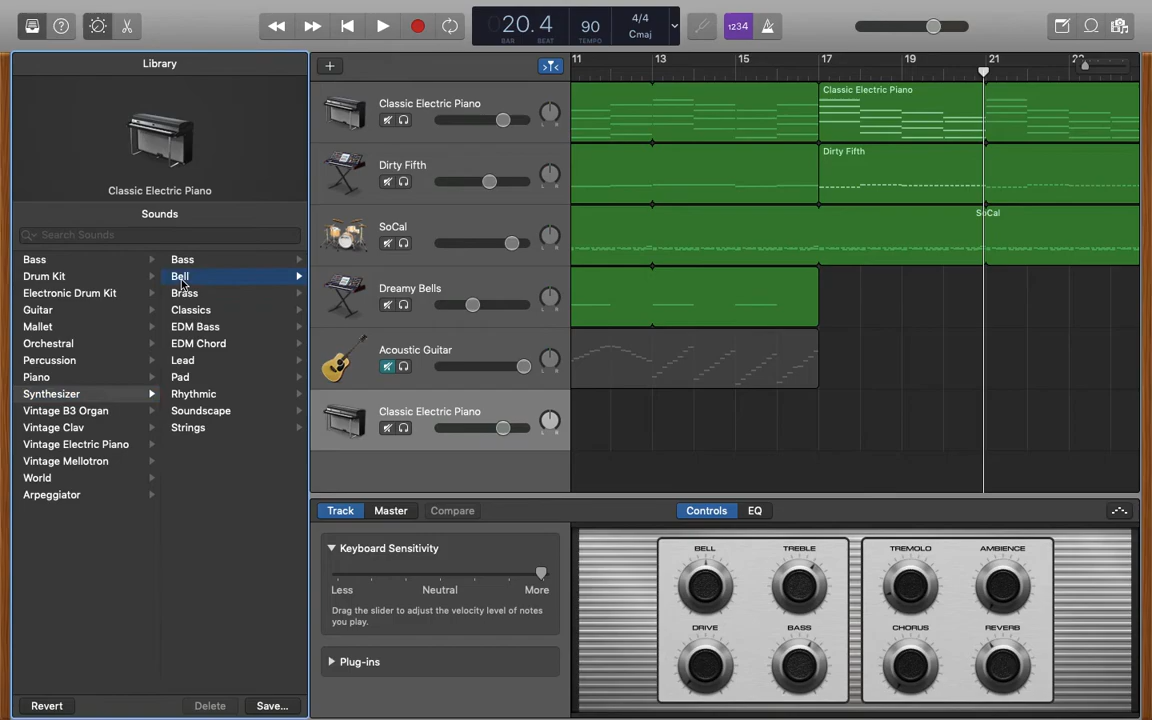 20.4
BAR BEAT
90
TEMPO
4/4
Cmaj
1234
Library
Classic Electric Piano
Sounds
Search Sounds
Bass
Drum Kit
Electronic Drum Kit
Guitar
Mallet
Orchestral
Percussion
Piano
Synthesizer
Vintage B3 Organ
Vintage Clav
Vintage Electric Piano
Vintage Mellotron
World
Arpeggiator
Bass
Bell
Brass
Classics
EDM Bass
EDM Chord
Lead
Pad
Rhythmic
Soundscape
Strings
Revert
Delete
Save...
11 13 15 17 19 21
Classic Electric Piano
L R
Dirty Fifth
L R
SoCal
L R
Dreamy Bells
L R
Acoustic Guitar
L R
Classic Electric Piano
L R
Classic Electric Piano
Dirty Fifth
Track
Master
Compare
Controls
EQ
Keyboard Sensitivity
Less Neutral More
Drag the slider to adjust the velocity level of notes
you play.
Plug-ins
BELL TREBLE TREMOLO AMBIENCE
DRIVE BASS CHORUS REVERB